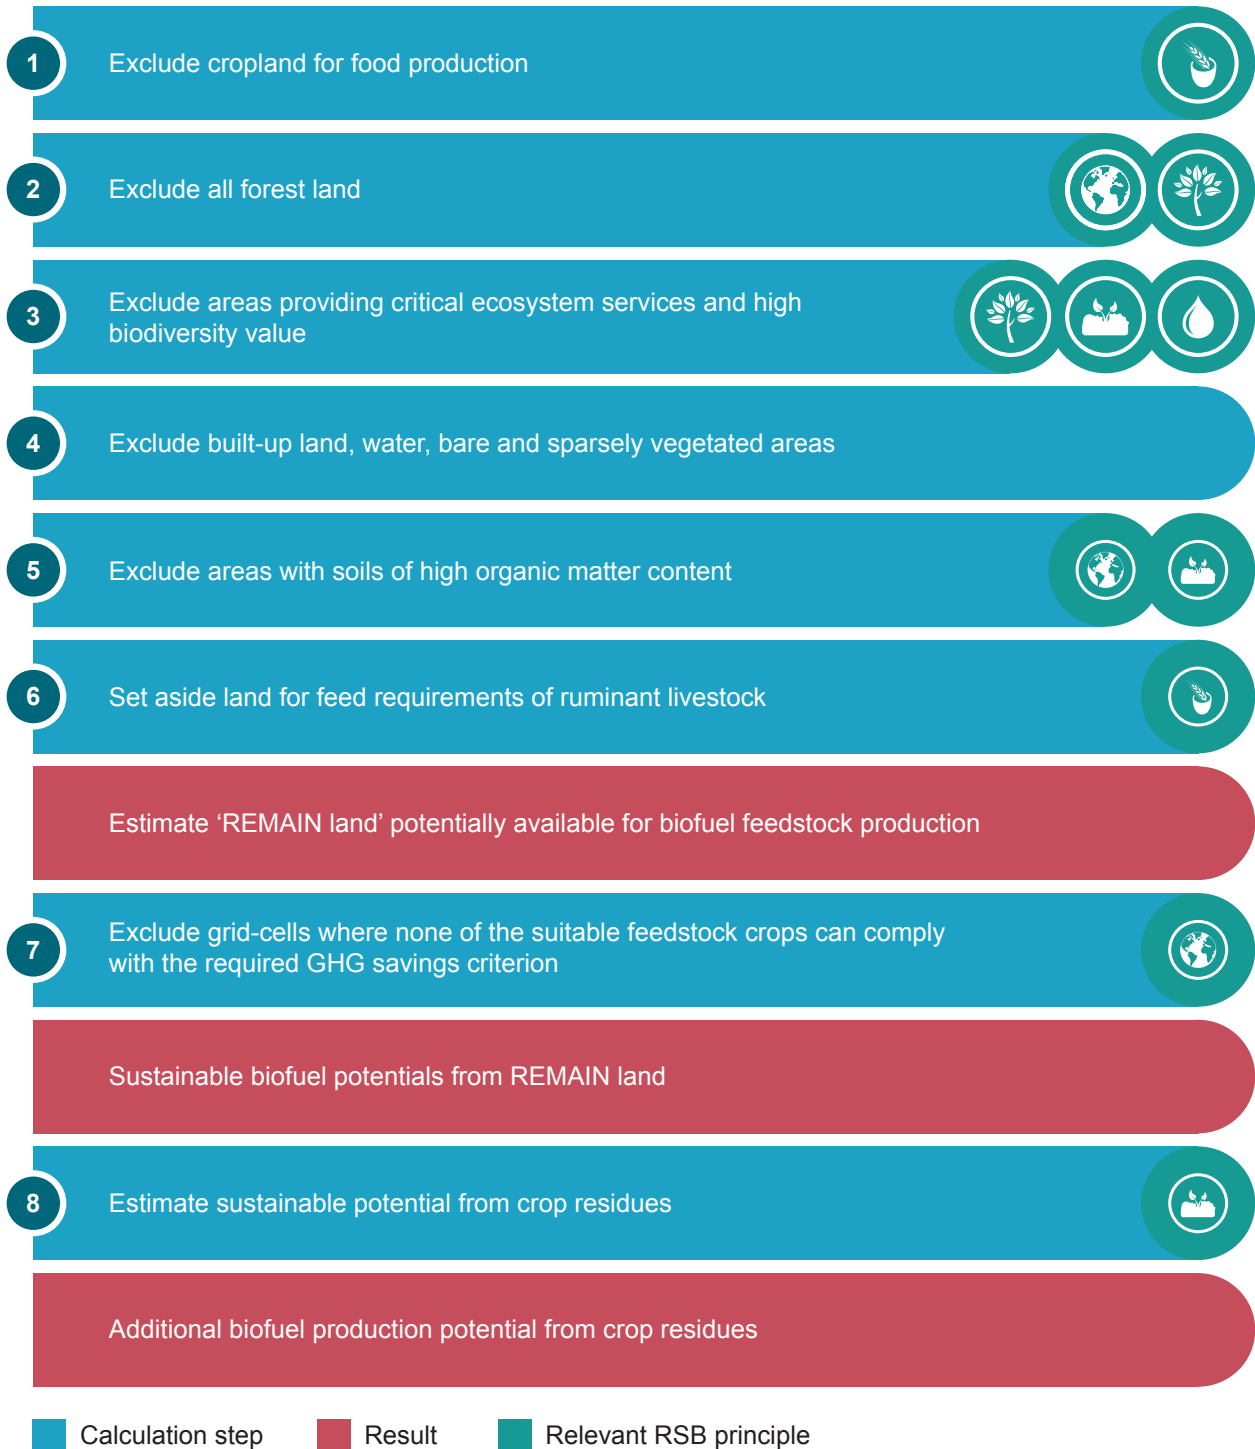 1
Exclude cropland for food production
2
Exclude all forest land
3
Exclude areas providing critical ecosystem services and high
biodiversity value
4
Exclude built-up land, water, bare and sparsely vegetated areas
5
Exclude areas with soils of high organic matter content
6
Set aside land for feed requirements of ruminant livestock
Estimate ‘REMAIN land’ potentially available for biofuel feedstock production
7
Exclude grid-cells where none of the suitable feedstock crops can comply
with the required GHG savings criterion
Sustainable biofuel potentials from REMAIN land
8
Estimate sustainable potential from crop residues
Additional biofuel production potential from crop residues
Calculation step Result Relevant RSB principle